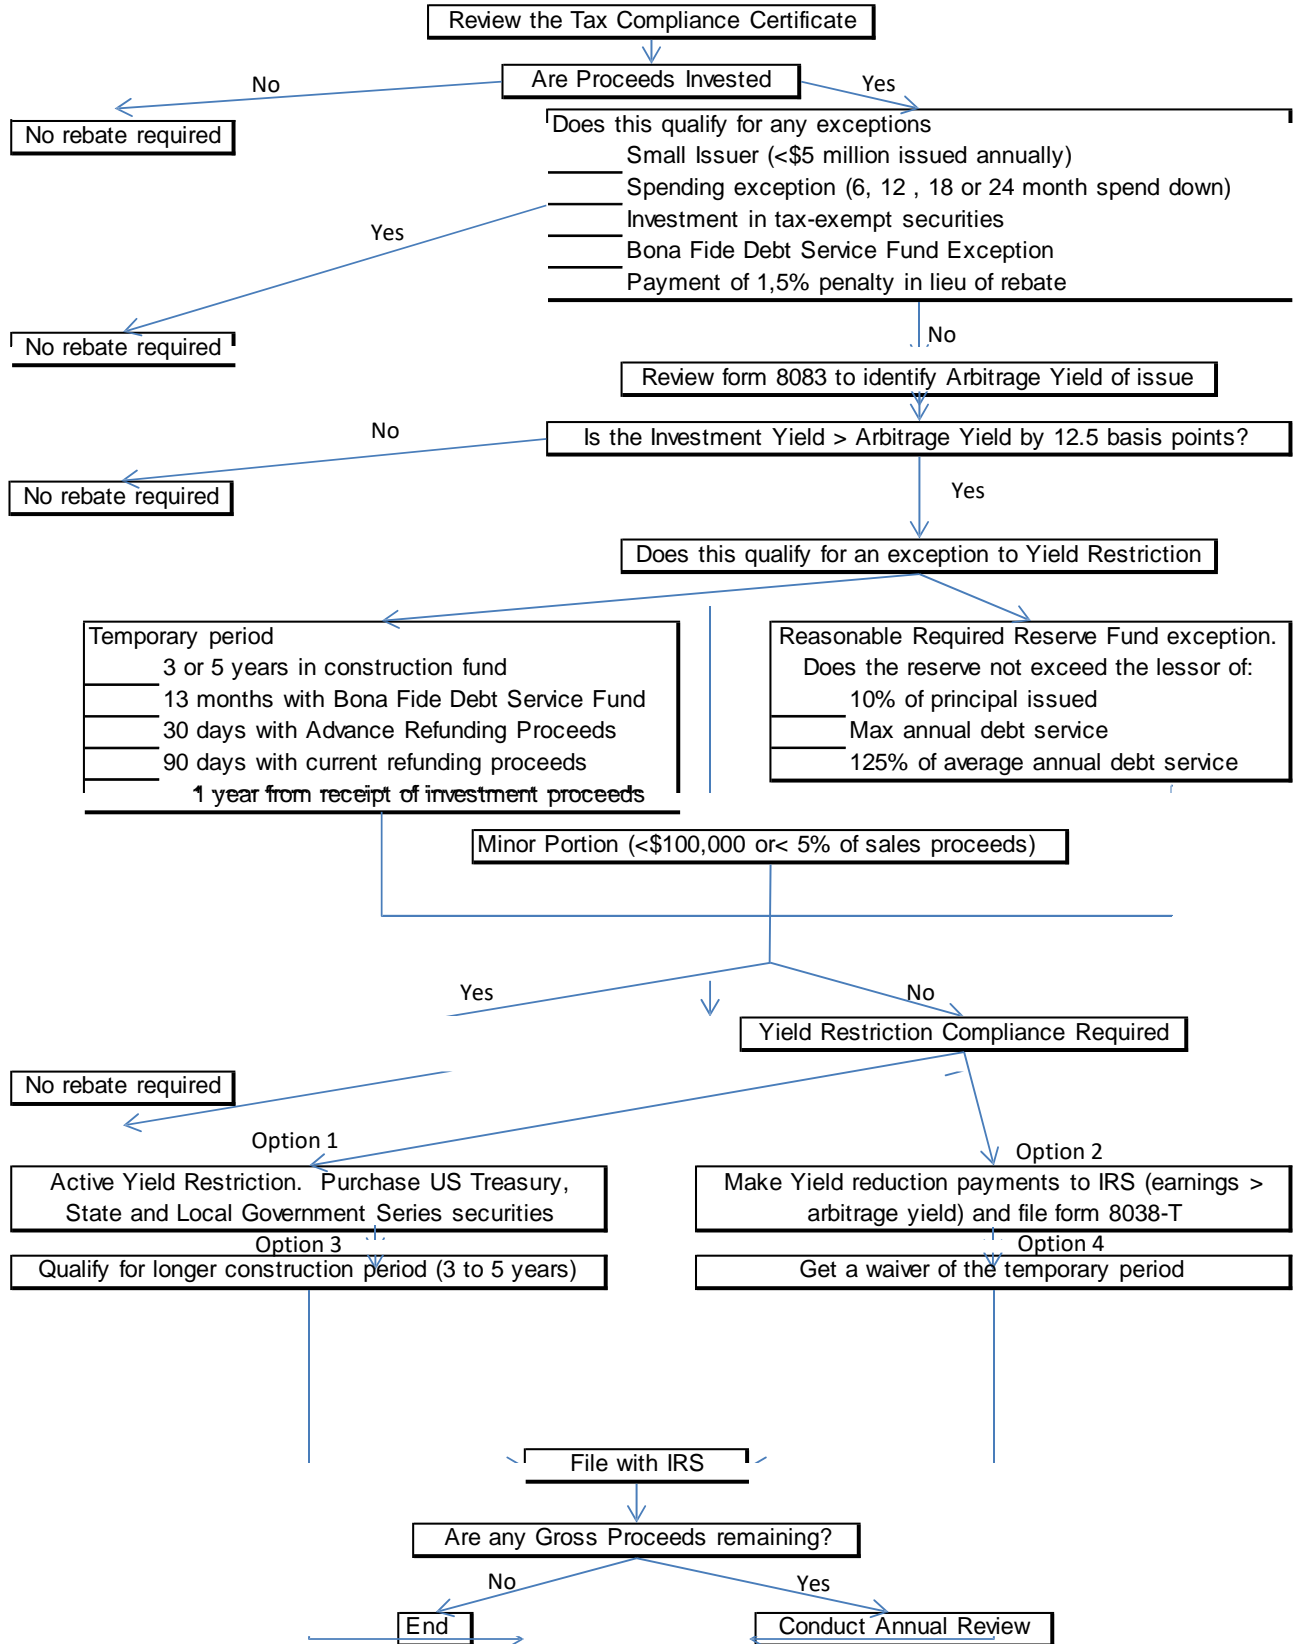 Review the Tax Compliance Certificate
Are Proceeds Invested
No
Yes
No rebate required
Does this qualify for any exceptions
Small Issuer (<$5 million issued annually)
Spending exception (6, 12 , 18 or 24 month spend down)
Investment in tax-exempt securities
Bona Fide Debt Service Fund Exception
Payment of 1,5% penalty in lieu of rebate
Yes
No rebate required
No
Review form 8083 to identify Arbitrage Yield of issue
Is the Investment Yield > Arbitrage Yield by 12.5 basis points?
No
No rebate required
Yes
Does this qualify for an exception to Yield Restriction
Temporary period
3 or 5 years in construction fund
13 months with Bona Fide Debt Service Fund
30 days with Advance Refunding Proceeds
90 days with current refunding proceeds
1 year from receipt of investment proceeds
Reasonable Required Reserve Fund exception.
Does the reserve not exceed the lessor of:
10% of principal issued
Max annual debt service
125% of average annual debt service
Minor Portion (<$100,000 or< 5% of sales proceeds)
Yes
No
Yield Restriction Compliance Required
No rebate required
Option 1
Option 2
Active Yield Restriction. Purchase US Treasury,
State and Local Government Series securities
Make Yield reduction payments to IRS (earnings >
arbitrage yield) and file form 8038-T
Option 3
Option 4
Qualify for longer construction period (3 to 5 years)
Get a waiver of the temporary period
File with IRS
Are any Gross Proceeds remaining?
No
Yes
End
Conduct Annual Review